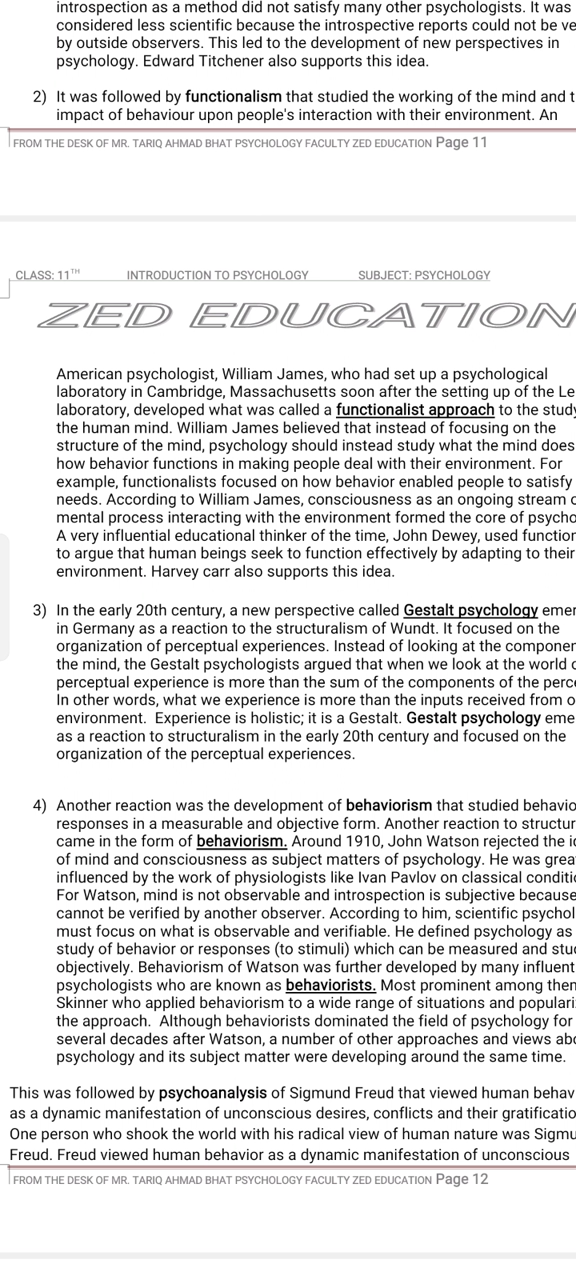 introspection as a method did not satisfy many other psychologists. It was
considered less scientific because the introspective reports could not be ve
by outside observers. This led to the development of new perspectives in
psychology. Edward Titchener also supports this idea.
2) It was followed by functionalism that studied the working of the mind and t
impact of behaviour upon people's interaction with their environment. An
FROM THE DESK OF MR. TARIQ AHMAD BHAT PSYCHOLOGY FACULTY ZED EDUCATION Page 11
CLASS: 11TH INTRODUCTION TO PSYCHOLOGY SUBJECT: PSYCHOLOGY
ZED EDUCATION
American psychologist, William James, who had set up a psychological
laboratory in Cambridge, Massachusetts soon after the setting up of the Le
laboratory, developed what was called a functionalist approach to the study
the human mind. William James believed that instead of focusing on the
structure of the mind, psychology should instead study what the mind does
how behavior functions in making people deal with their environment. For
example, functionalists focused on how behavior enabled people to satisfy
needs. According to William James, consciousness as an ongoing stream o
mental process interacting with the environment formed the core of psycho
A very influential educational thinker of the time, John Dewey, used function
to argue that human beings seek to function effectively by adapting to their
environment. Harvey carr also supports this idea.
3) In the early 20th century, a new perspective called Gestalt psychology emer
in Germany as a reaction to the structuralism of Wundt. It focused on the
organization of perceptual experiences. Instead of looking at the componen
the mind, the Gestalt psychologists argued that when we look at the world o
perceptual experience is more than the sum of the components of the perce
In other words, what we experience is more than the inputs received from o
environment. Experience is holistic; it is a Gestalt. Gestalt psychology eme
as a reaction to structuralism in the early 20th century and focused on the
organization of the perceptual experiences.
4) Another reaction was the development of behaviorism that studied behavio
responses in a measurable and objective form. Another reaction to structur
came in the form of behaviorism. Around 1910, John Watson rejected the id
of mind and consciousness as subject matters of psychology. He was grea
influenced by the work of physiologists like Ivan Pavlov on classical conditio
For Watson, mind is not observable and introspection is subjective because
cannot be verified by another observer. According to him, scientific psychol
must focus on what is observable and verifiable. He defined psychology as
study of behavior or responses (to stimuli) which can be measured and stud
objectively. Behaviorism of Watson was further developed by many influent
psychologists who are known as behaviorists. Most prominent among then
Skinner who applied behaviorism to a wide range of situations and populari
the approach. Although behaviorists dominated the field of psychology for
several decades after Watson, a number of other approaches and views abo
psychology and its subject matter were developing around the same time.
This was followed by psychoanalysis of Sigmund Freud that viewed human behav
as a dynamic manifestation of unconscious desires, conflicts and their gratificatio
One person who shook the world with his radical view of human nature was Sigmu
Freud. Freud viewed human behavior as a dynamic manifestation of unconscious
FROM THE DESK OF MR. TARIQ AHMAD BHAT PSYCHOLOGY FACULTY ZED EDUCATION Page 12